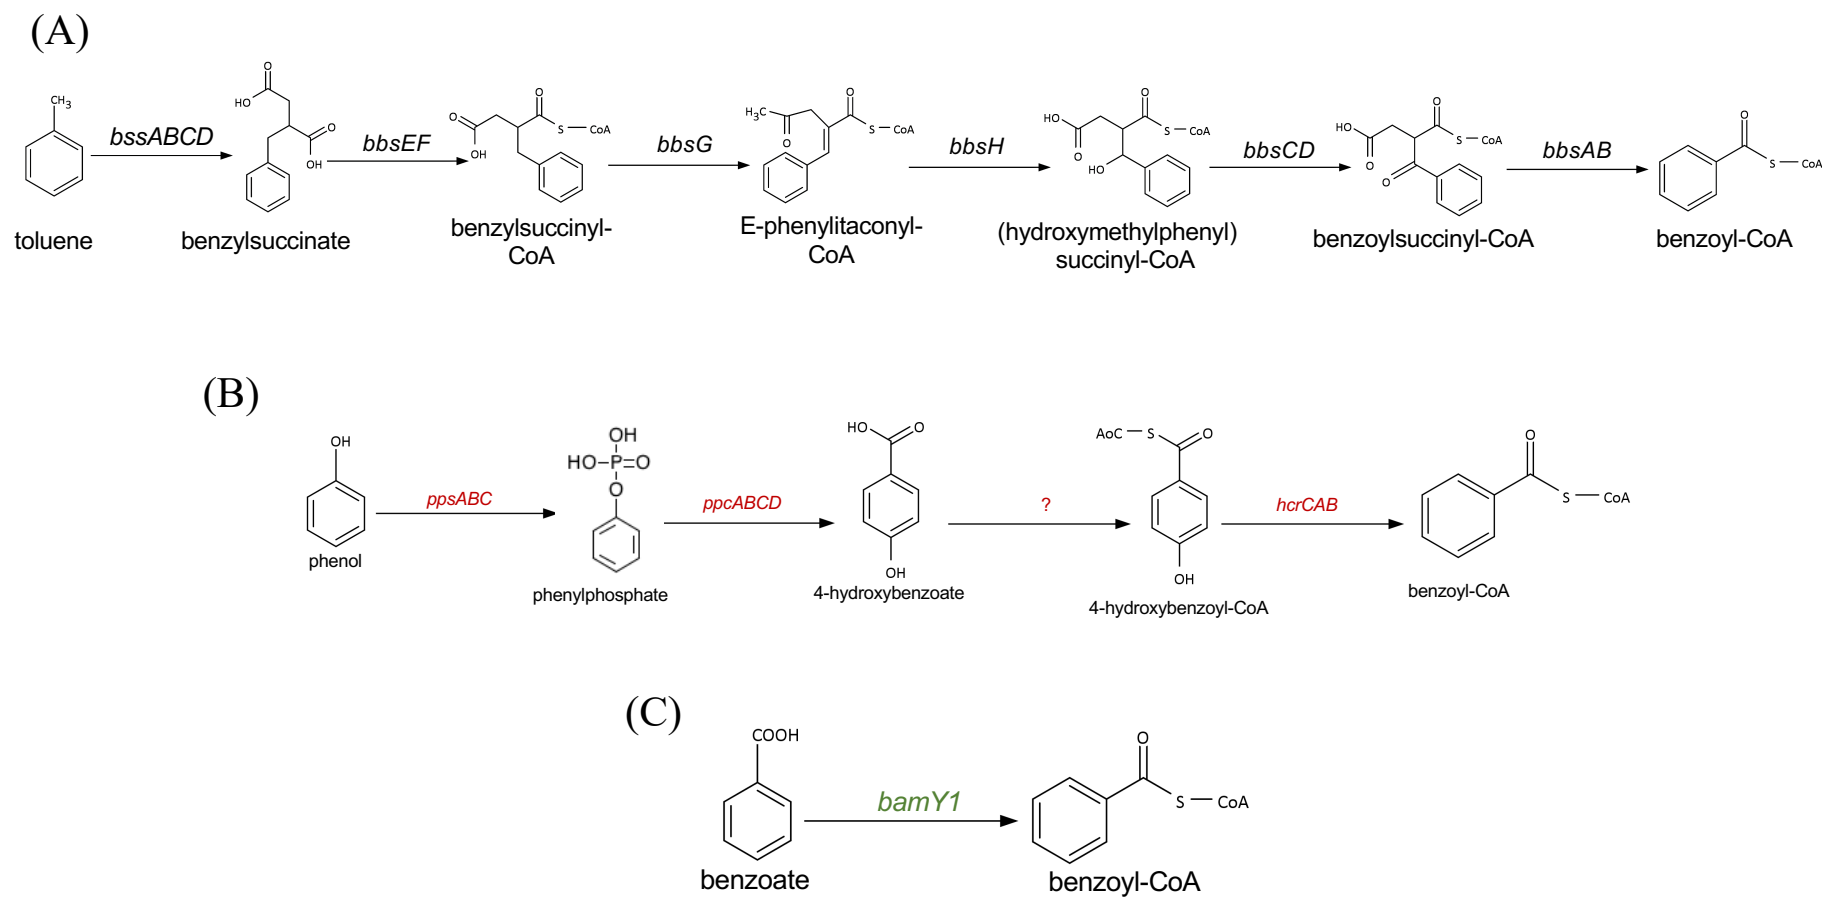 (A)
CH3
O
HO
O
OH
O
OH
O
S
CoA
H3C
O
O
S
CoA
HO
O
O
S
CoA
HO
HO
O
O
S
CoA
O
O
S
CoA
bssABCD
bbsEF
bbsG
bbsH
bbsCD
bbsAB
toluene
benzylsuccinate
benzylsuccinyl-
CoA
E-phenylitaconyl-
CoA
(hydroxymethylphenyl)
succinyl-CoA
benzoylsuccinyl-CoA
benzoyl-CoA
(B)
OH
OH
HO
P
O
O
HO
O
OH
AoC
S
O
OH
O
S
CoA
ppsABC
ppcABCD
?
hcrCAB
phenol
phenylphosphate
4-hydroxybenzoate
4-hydroxybenzoyl-CoA
benzoyl-CoA
(C)
COOH
O
S
CoA
bamY1
benzoate
benzoyl-CoA